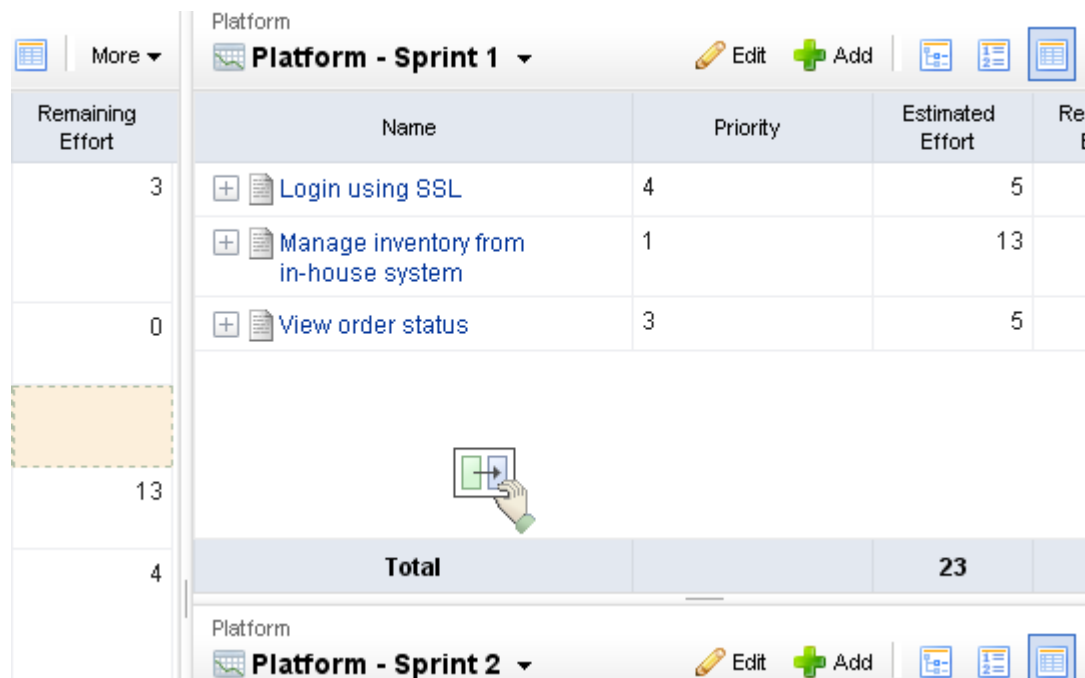 More
Remaining
Effort
3
0
13
4
Platform
Platform - Sprint 1
Edit
Add
Name
Priority
Estimated
Effort
Login using SSL
4
5
Manage inventory from
in-house system
1
13
View order status
3
5
Total
23
Platform
Platform - Sprint 2
Edit
Add